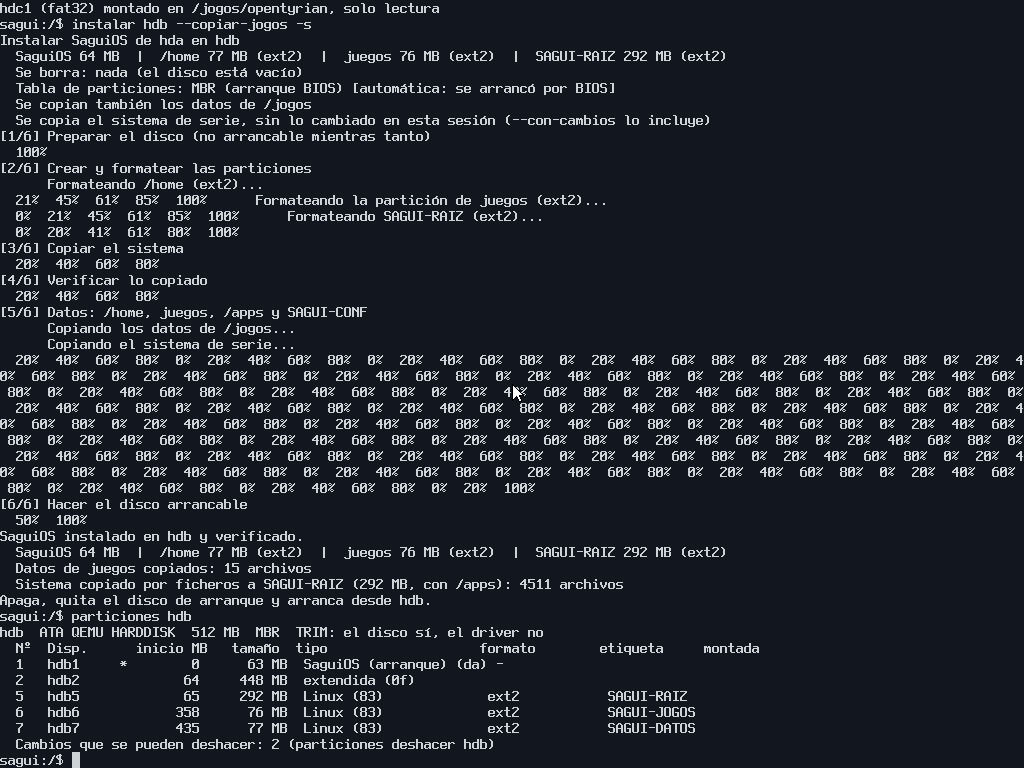 hdc1 (fat32) montado en /jogos/opentyrian, solo lectura
sagui:/$ instalar hdb --copiar-jogos -s
Instalar SaguiOS de hda en hdb
  SaguiOS 64 MB  |  /home 77 MB (ext2)  |  juegos 76 MB (ext2)  |  SAGUI-RAIZ 292 MB (ext2)
  Se borra: nada (el disco está vacío)
  Tabla de particiones: MBR (arranque BIOS) [automática: se arrancó por BIOS]
  Se copian también los datos de /jogos
  Se copia el sistema de serie, sin lo cambiado en esta sesión (--con-cambios lo incluye)
[1/6] Preparar el disco (no arrancable mientras tanto)
  100%
[2/6] Crear y formatear las particiones
      Formateando /home (ext2)...
  21%  45%  61%  85%  100%      Formateando la partición de juegos (ext2)...
  0%  21%  45%  61%  85%  100%      Formateando SAGUI-RAIZ (ext2)...
  0%  20%  41%  61%  80%  100%
[3/6] Copiar el sistema
  20%  40%  60%  80%
[4/6] Verificar lo copiado
  20%  40%  60%  80%
[5/6] Datos: /home, juegos, /apps y SAGUI-CONF
      Copiando los datos de /jogos...
      Copiando el sistema de serie...
  20%  40%  60%  80%  0%  20%  40%  60%  80%  0%  20%  40%  60%  80%  0%  20%  40%  60%  80%  0%  20%  40%  60%  80%  0%  20%  4
0%  60%  80%  0%  20%  40%  60%  80%  0%  20%  40%  60%  80%  0%  20%  40%  60%  80%  0%  20%  40%  60%  80%  0%  20%  40%  60%
 80%  0%  20%  40%  60%  80%  0%  20%  40%  60%  80%  0%  20%  40%  60%  80%  0%  20%  40%  60%  80%  0%  20%  40%  60%  80%  0%
  20%  40%  60%  80%  0%  20%  40%  60%  80%  0%  20%  40%  60%  80%  0%  20%  40%  60%  80%  0%  20%  40%  60%  80%  0%  20%  4
0%  60%  80%  0%  20%  40%  60%  80%  0%  20%  40%  60%  80%  0%  20%  40%  60%  80%  0%  20%  40%  60%  80%  0%  20%  40%  60%
 80%  0%  20%  40%  60%  80%  0%  20%  40%  60%  80%  0%  20%  40%  60%  80%  0%  20%  40%  60%  80%  0%  20%  40%  60%  80%  0%
  20%  40%  60%  80%  0%  20%  40%  60%  80%  0%  20%  40%  60%  80%  0%  20%  40%  60%  80%  0%  20%  40%  60%  80%  0%  20%  4
0%  60%  80%  0%  20%  40%  60%  80%  0%  20%  40%  60%  80%  0%  20%  40%  60%  80%  0%  20%  40%  60%  80%  0%  20%  40%  60%
 80%  0%  20%  40%  60%  80%  0%  20%  40%  60%  80%  0%  20%  100%
[6/6] Hacer el disco arrancable
  50%  100%
SaguiOS instalado en hdb y verificado.
  SaguiOS 64 MB  |  /home 77 MB (ext2)  |  juegos 76 MB (ext2)  |  SAGUI-RAIZ 292 MB (ext2)
  Datos de juegos copiados: 15 archivos
  Sistema copiado por ficheros a SAGUI-RAIZ (292 MB, con /apps): 4511 archivos
Apaga, quita el disco de arranque y arranca desde hdb.
sagui:/$ particiones hdb
hdb  ATA QEMU HARDDISK  512 MB  MBR  TRIM: el disco sí, el driver no
  Nº  Disp.      inicio MB   tamaño  tipo                   formato        etiqueta     montada
  1   hdb1     *        0      63 MB  SaguiOS (arranque) (da) -
  2   hdb2             64     448 MB  extendida (0f)
  5   hdb5             65     292 MB  Linux (83)             ext2           SAGUI-RAIZ
  6   hdb6            358      76 MB  Linux (83)             ext2           SAGUI-JOGOS
  7   hdb7            435      77 MB  Linux (83)             ext2           SAGUI-DATOS
  Cambios que se pueden deshacer: 2 (particiones deshacer hdb)
sagui:/$